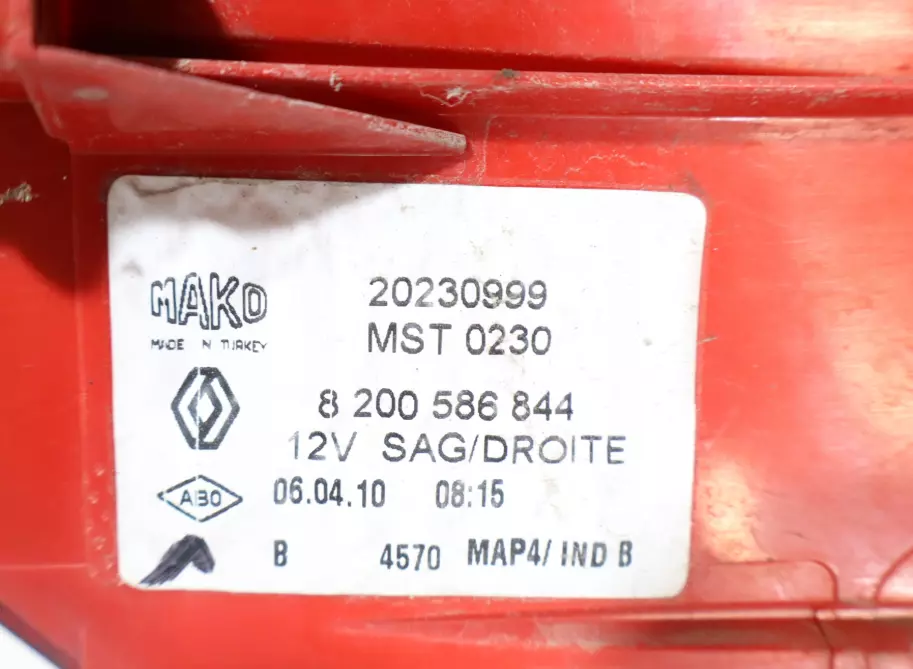 MAKO
MADE IN TURKEY
20230999
MST 0230
8 200 586 844
12V SAG/DROITE
AIBO
06.04.10 08:15
B 4570 MAP4/ IND B